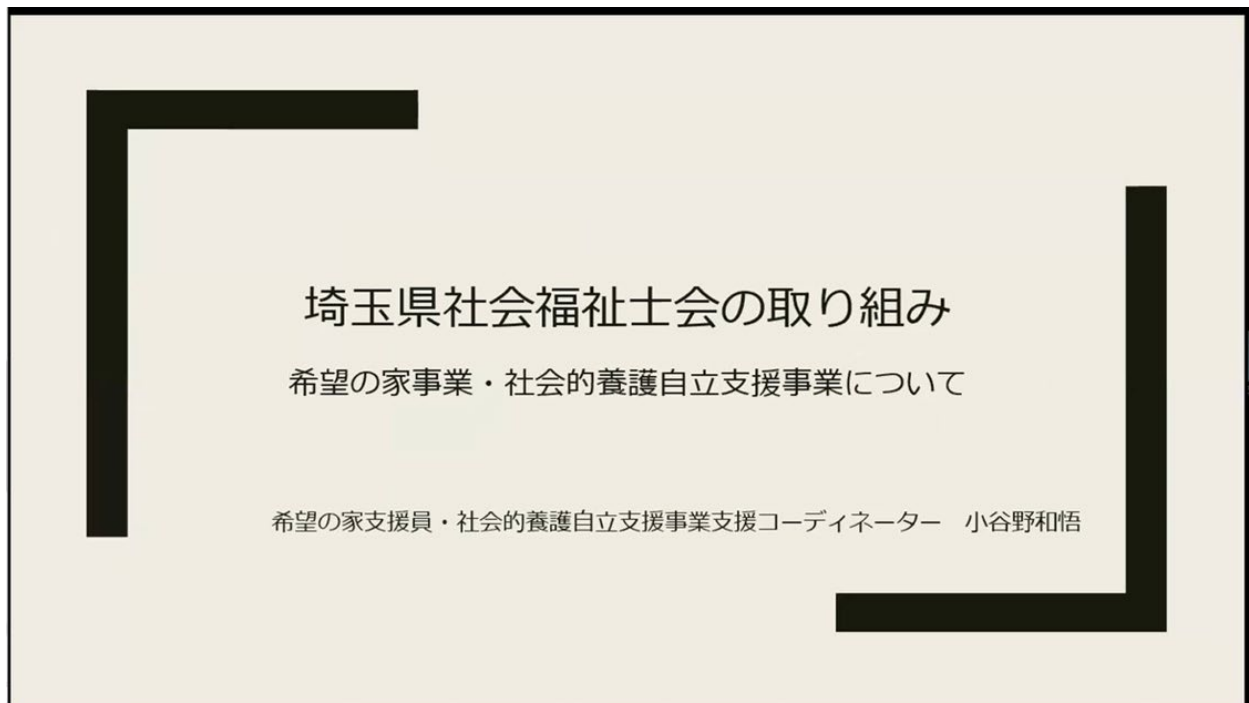 埼玉県社会福祉士会の取り組み
希望の家事業・社会的養護自立支援事業について
希望の家支援員・社会的養護自立支援事業支援コーディネーター　小谷野和悟